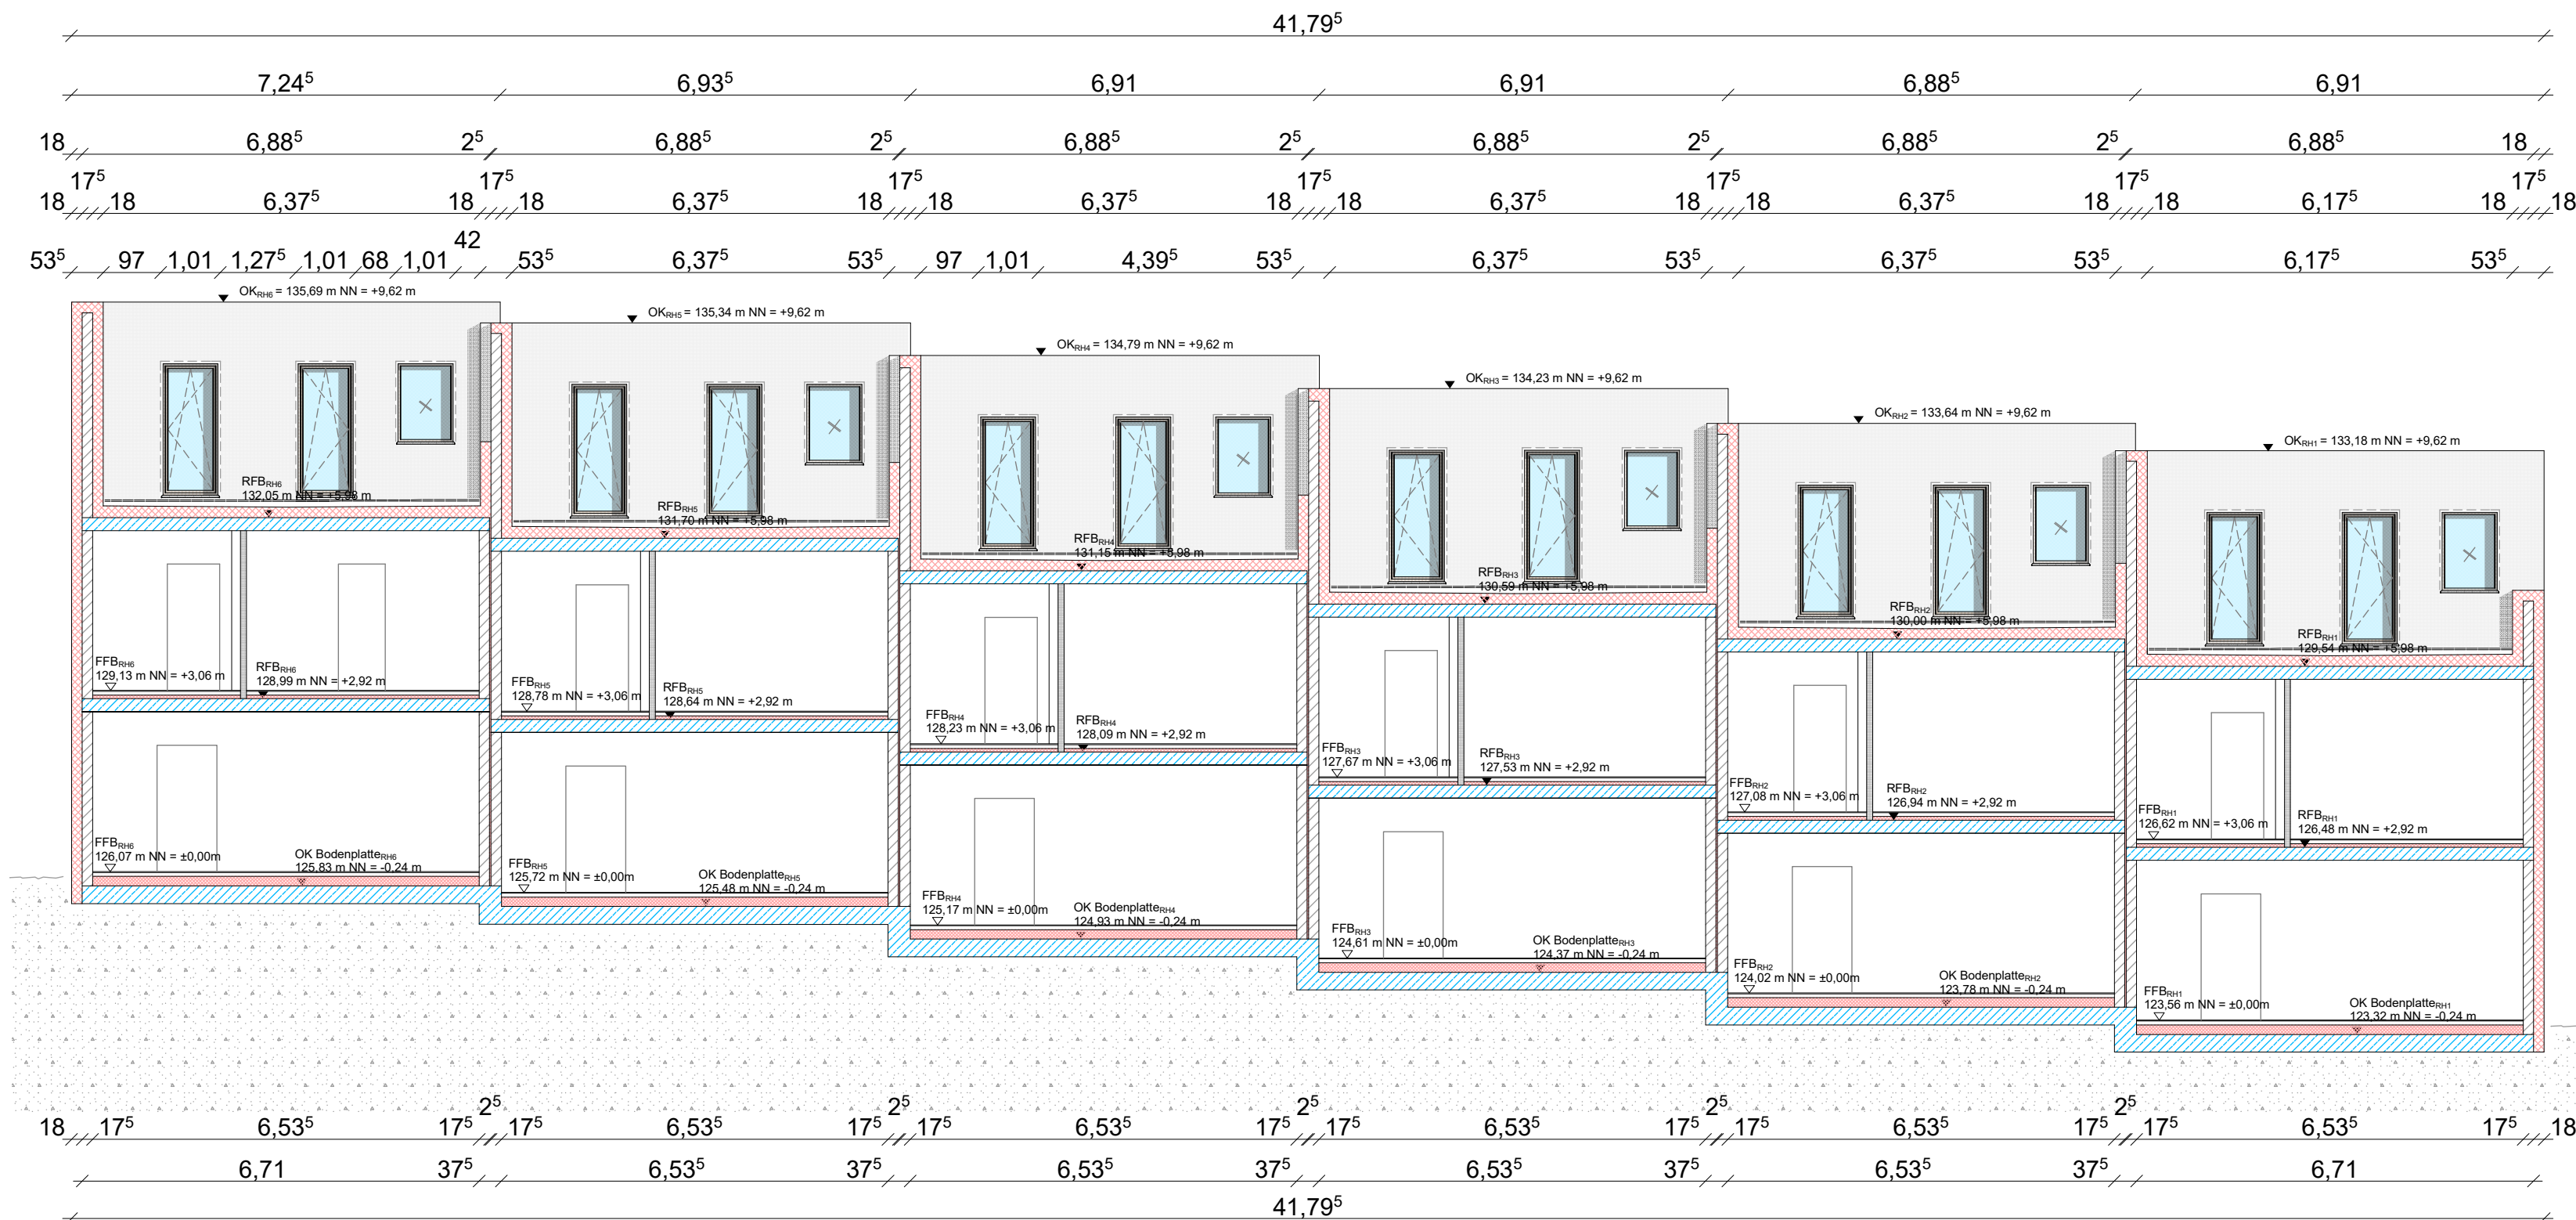 41,79⁵
7,24⁵ 6,93⁵ 6,91 6,91 6,88⁵ 6,91
18 6,88⁵ 2⁵ 6,88⁵ 2⁵ 6,88⁵ 2⁵ 6,88⁵ 2⁵ 6,88⁵ 2⁵ 6,88⁵ 18
17⁵ 17⁵ 17⁵ 17⁵ 17⁵ 17⁵ 17⁵
18 18 6,37⁵ 18 18 6,37⁵ 18 18 6,37⁵ 18 18 6,37⁵ 18 18 6,37⁵ 18 18 6,17⁵ 18 18
42
53⁵ 97 1,01 1,27⁵ 1,01 68 1,01 53⁵ 6,37⁵ 53⁵ 97 1,01 4,39⁵ 53⁵ 6,37⁵ 53⁵ 6,37⁵ 53⁵ 6,17⁵ 53⁵
OKRH6 = 135,69 m NN = +9,62 m
OKRH5 = 135,34 m NN = +9,62 m
OKRH4 = 134,79 m NN = +9,62 m
OKRH3 = 134,23 m NN = +9,62 m
OKRH2 = 133,64 m NN = +9,62 m
OKRH1 = 133,18 m NN = +9,62 m
RFBRH6
132,05 m NN = +5,98 m
RFBRH5
131,70 m NN = +5,98 m
RFBRH4
131,15 m NN = +5,98 m
RFBRH3
130,59 m NN = +5,98 m
RFBRH2
130,00 m NN = +5,98 m
RFBRH1
129,54 m NN = +5,98 m
FFBRH6
129,13 m NN = +3,06 m
RFBRH6
128,99 m NN = +2,92 m
FFBRH5
128,78 m NN = +3,06 m
RFBRH5
128,64 m NN = +2,92 m
FFBRH4
128,23 m NN = +3,06 m
RFBRH4
128,09 m NN = +2,92 m
FFBRH3
127,67 m NN = +3,06 m
RFBRH3
127,53 m NN = +2,92 m
FFBRH2
127,08 m NN = +3,06 m
RFBRH2
126,94 m NN = +2,92 m
FFBRH1
126,62 m NN = +3,06 m
RFBRH1
126,48 m NN = +2,92 m
FFBRH6
126,07 m NN = ±0,00m
OK BodenplatteRH6
125,83 m NN = -0,24 m
FFBRH5
125,72 m NN = ±0,00m
OK BodenplatteRH5
125,48 m NN = -0,24 m
FFBRH4
125,17 m NN = ±0,00m
OK BodenplatteRH4
124,93 m NN = -0,24 m
FFBRH3
124,61 m NN = ±0,00m
OK BodenplatteRH3
124,37 m NN = -0,24 m
FFBRH2
124,02 m NN = ±0,00m
OK BodenplatteRH2
123,78 m NN = -0,24 m
FFBRH1
123,56 m NN = ±0,00m
OK BodenplatteRH1
123,32 m NN = -0,24 m
2⁵ 2⁵ 2⁵ 2⁵ 2⁵
18 17⁵ 6,53⁵ 17⁵ 17⁵ 6,53⁵ 17⁵ 17⁵ 6,53⁵ 17⁵ 17⁵ 6,53⁵ 17⁵ 17⁵ 6,53⁵ 17⁵ 17⁵ 6,53⁵ 17⁵ 18
6,71 37⁵ 6,53⁵ 37⁵ 6,53⁵ 37⁵ 6,53⁵ 37⁵ 6,53⁵ 37⁵ 6,71
41,79⁵